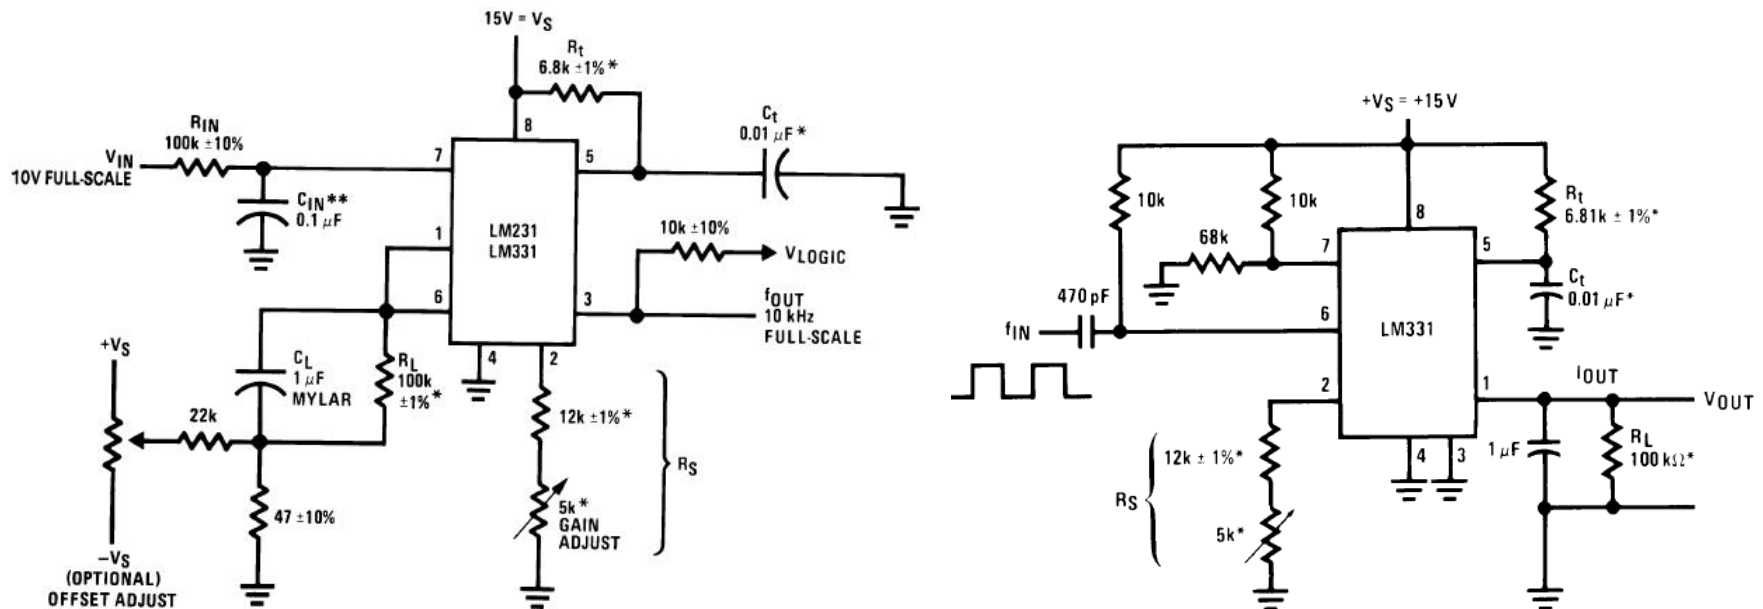 15V = VS
Rt
6.8k ±1%*
8
RIN
100k ±10%
VIN
10V FULL-SCALE
7
5
Ct
0.01 µF*
CIN**
0.1 µF
1
LM231
LM331
10k ±10%
VLOGIC
6
3
fOUT
10 kHz
FULL-SCALE
4
2
+VS
CL
1 µF
MYLAR
RL
100k
±1%*
22k
12k ±1%*
RS
47 ±10%
5k*
GAIN
ADJUST
–VS
(OPTIONAL)
OFFSET ADJUST
+VS = +15 V
10k
10k
8
Rt
6.81k ± 1%*
68k
7
5
Ct
0.01 µF*
470 pF
fIN
6
LM331
2
1
IOUT
VOUT
12k ± 1%*
RS
5k*
4
3
1 µF
RL
100 kΩ*